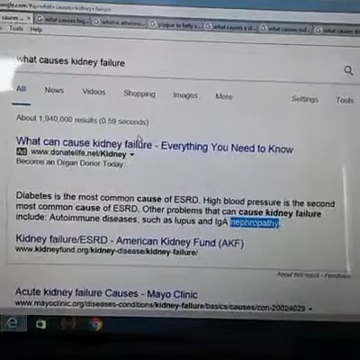 what causes kidney failure
All News Videos Shopping Images More Settings Tools
About 1,940,000 results (0.59 seconds)
What can cause kidney failure - Everything You Need to Know
Ad www.donatelife.net/Kidney
Become an Organ Donor Today.
Diabetes is the most common cause of ESRD. High blood pressure is the second
most common cause of ESRD. Other problems that can cause kidney failure
include: Autoimmune diseases, such as lupus and IgA nephropathy.
Kidney failure/ESRD - American Kidney Fund (AKF)
www.kidneyfund.org/kidney-disease/kidney-failure/
About this result • Feedback
Acute kidney failure Causes - Mayo Clinic
www.mayoclinic.org/diseases-conditions/kidney-failure/basics/causes/con-20024029